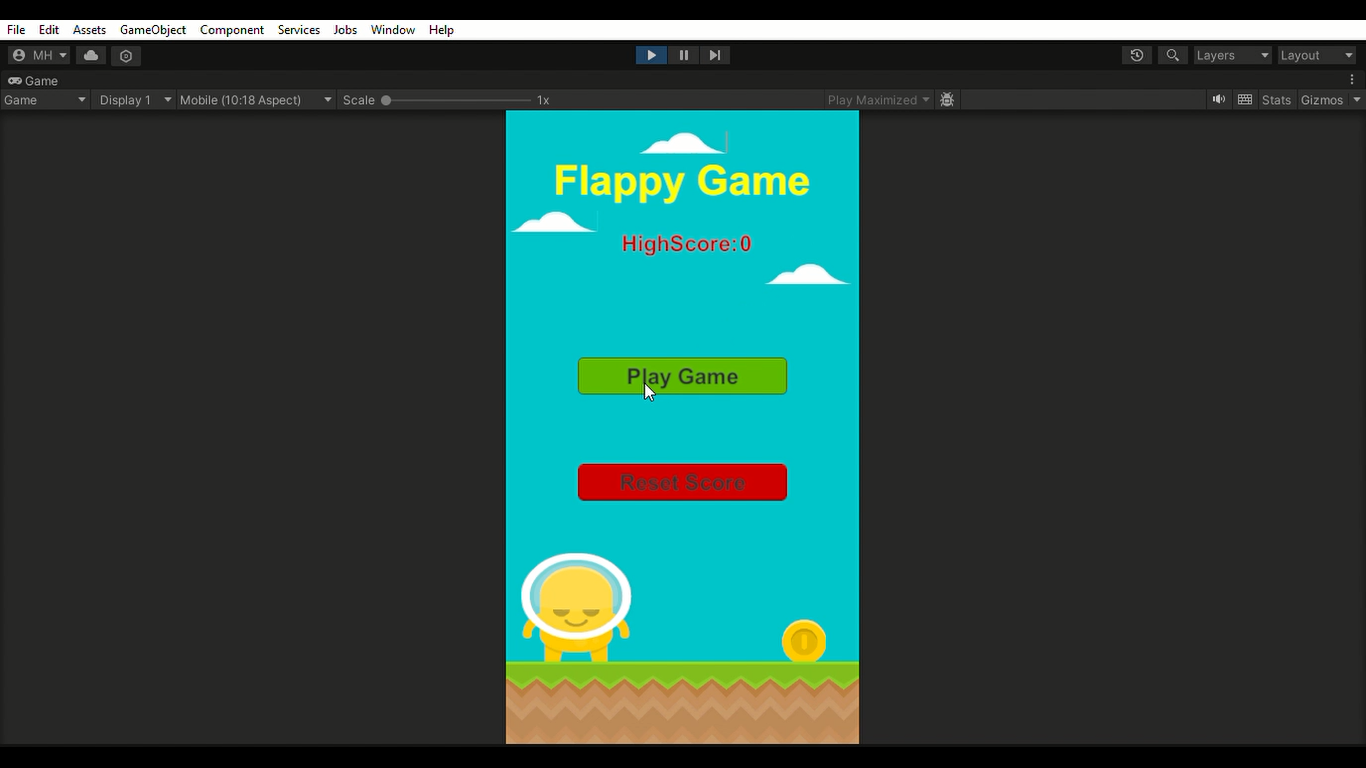 File Edit Assets GameObject Component Services Jobs Window Help
MH Layers Layout
Game
Game Display 1 Mobile (10:18 Aspect) Scale 1x Play Maximized Stats Gizmos
Flappy Game
HighScore:0
Play Game
Reset Score